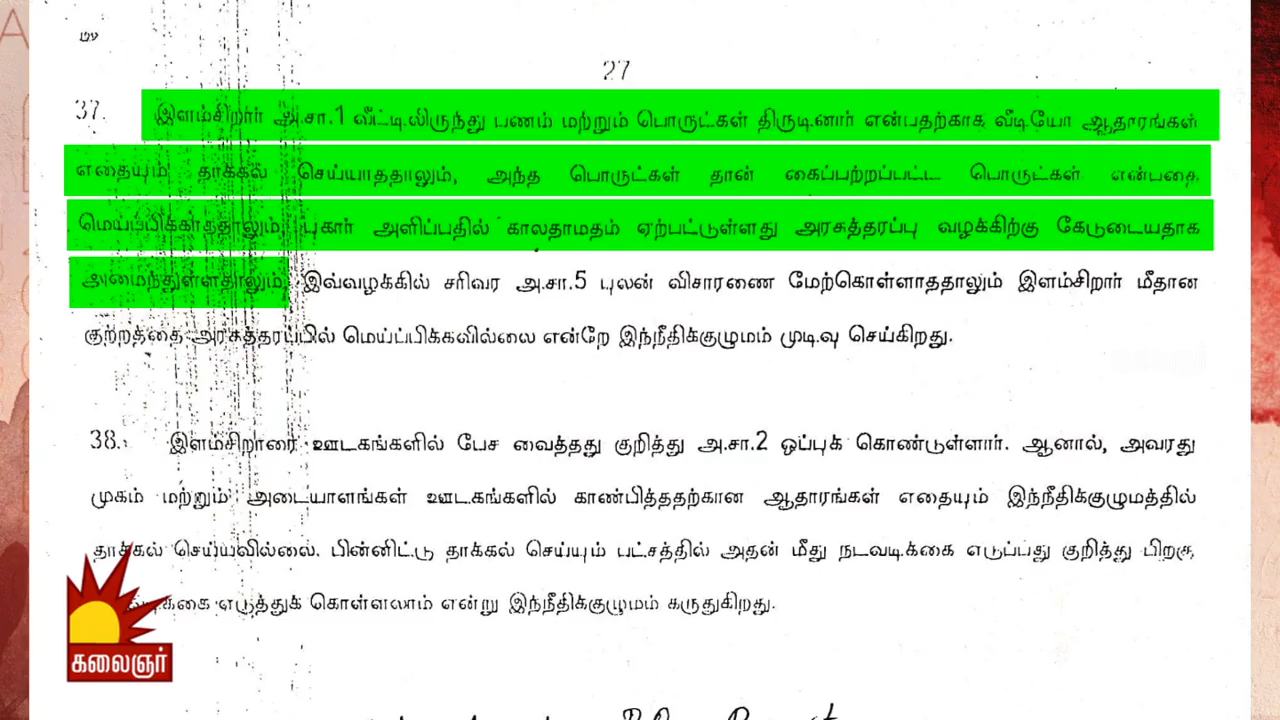 27
37. இளம்சிறார் அ.சா.1 வீட்டிலிருந்து பணம் மற்றும் பொருட்கள் திருடினார் என்பதற்காக வீடியோ ஆதாரங்கள்
எதையும் தாக்கல் செய்யாததாலும், அந்த பொருட்கள் தான் கைப்பற்றப்பட்ட பொருட்கள் என்பதை
மெய்ப்பிக்காததாலும் புகார் அளிப்பதில் காலதாமதம் ஏற்பட்டுள்ளது அரசுத்தரப்பு வழக்கிற்கு கேடுடையதாக
அமைந்துள்ளதாலும், இவ்வழக்கில் சரிவர அ.சா.5 புலன் விசாரணை மேற்கொள்ளாததாலும் இளம்சிறார் மீதான
குற்றத்தை அரசுத்தரப்பில் மெய்ப்பிக்கவில்லை என்றே இந்நீதிக்குழுமம் முடிவு செய்கிறது.
38. இளம்சிறாரை ஊடகங்களில் பேச வைத்தது குறித்து அ.சா.2 ஒப்புக் கொண்டுள்ளார். ஆனால், அவரது
முகம் மற்றும் அடையாளங்கள் ஊடகங்களில் காண்பித்ததற்கான ஆதாரங்கள் எதையும் இந்நீதிக்குழுமத்தில்
தாக்கல் செய்யவில்லை. பின்னிட்டு தாக்கல் செய்யும் பட்சத்தில் அதன் மீது நடவடிக்கை எடுப்பது குறித்து பிறகு
எடுத்துக் கொள்ளலாம் என்று இந்நீதிக்குழுமம் கருதுகிறது.
கலைஞர்